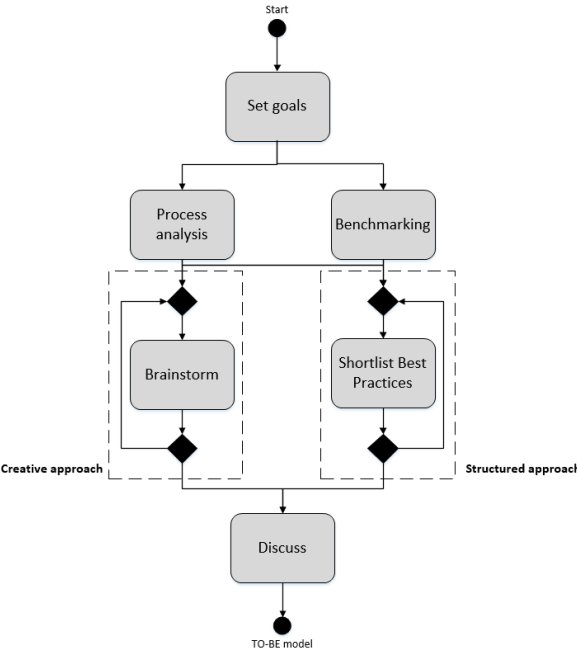 Start
Set goals
Process
analysis
Benchmarking
Brainstorm
Shortlist Best
Practices
Creative approach
Structured approach
Discuss
TO-BE model